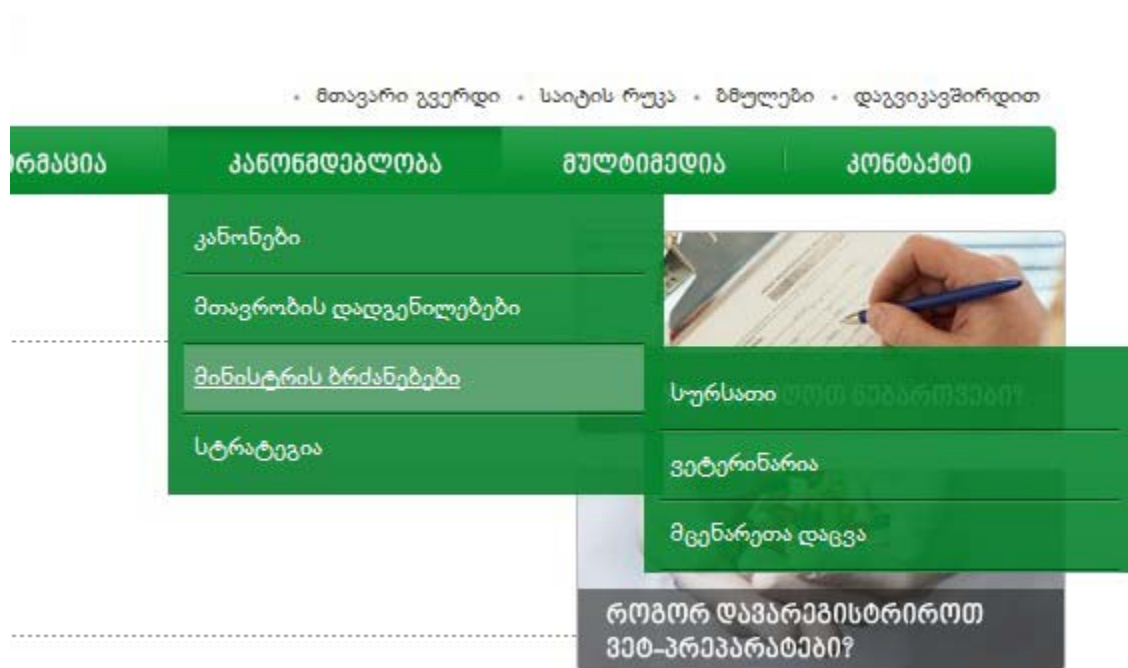 • მთავარი გვერდი • საიტის რუკა • ბმულები • დაგვიკავშირდით
კანონმდებლობა მულტიმედია კონტაქტი
კანონები
მთავრობის დადგენილებები
მინისტრის ბრძანებები
სურსათი
სტრატეგია
ვეტერინარია
მცენარეთა დაცვა
როგორ დავარეგისტრიროთ
ვეტ-პრეპარატები?